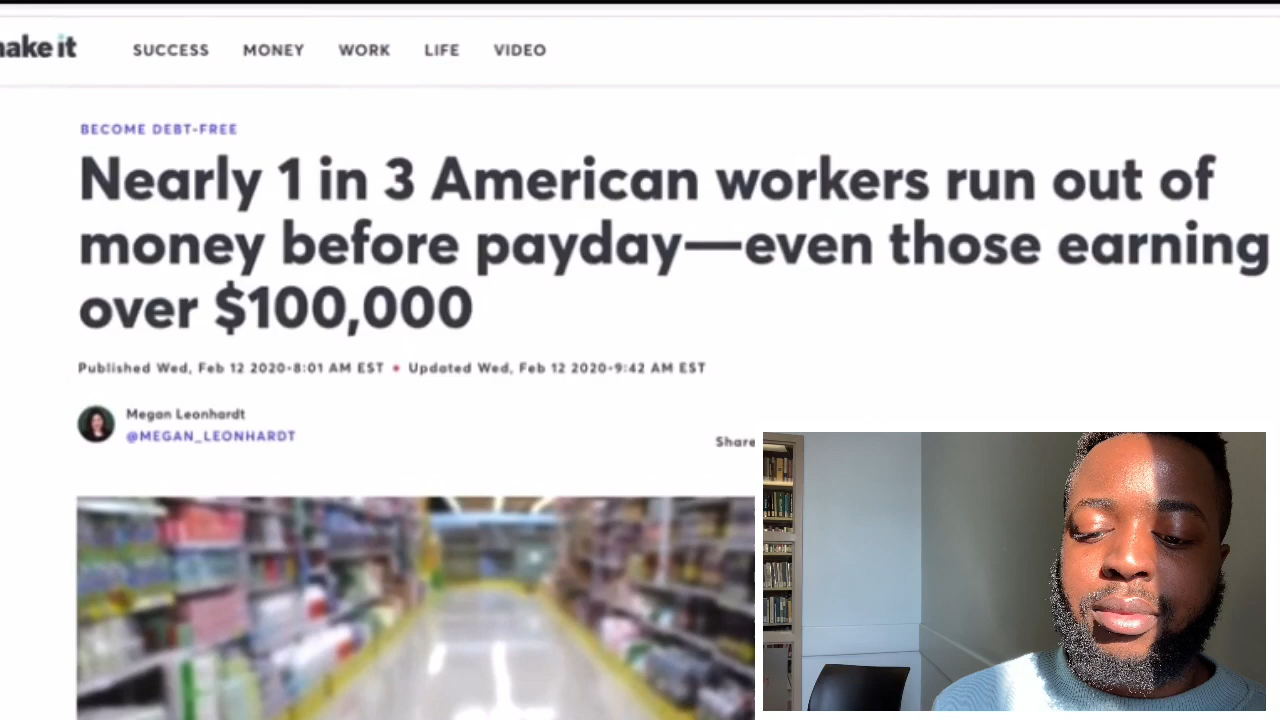 make it
SUCCESS MONEY WORK LIFE VIDEO
BECOME DEBT-FREE
Nearly 1 in 3 American workers run out of
money before payday—even those earning
over $100,000
Published Wed, Feb 12 2020•8:01 AM EST • Updated Wed, Feb 12 2020•9:42 AM EST
Megan Leonhardt
@MEGAN_LEONHARDT
Share